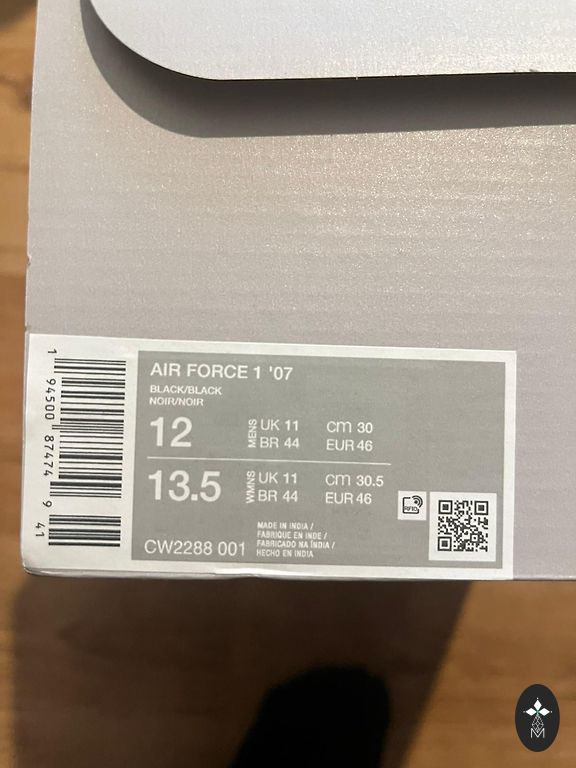 AIR FORCE 1 '07
BLACK/BLACK
NOIR/NOIR
12
MENS
UK 11 cm 30
BR 44 EUR 46
13.5
WMNS
UK 11 cm 30.5
BR 44 EUR 46
RFID
MADE IN INDIA /
FABRIQUE EN INDE /
FABRICADO NA ÍNDIA /
HECHO EN INDIA
CW2288 001
1 94500 87474 9 41